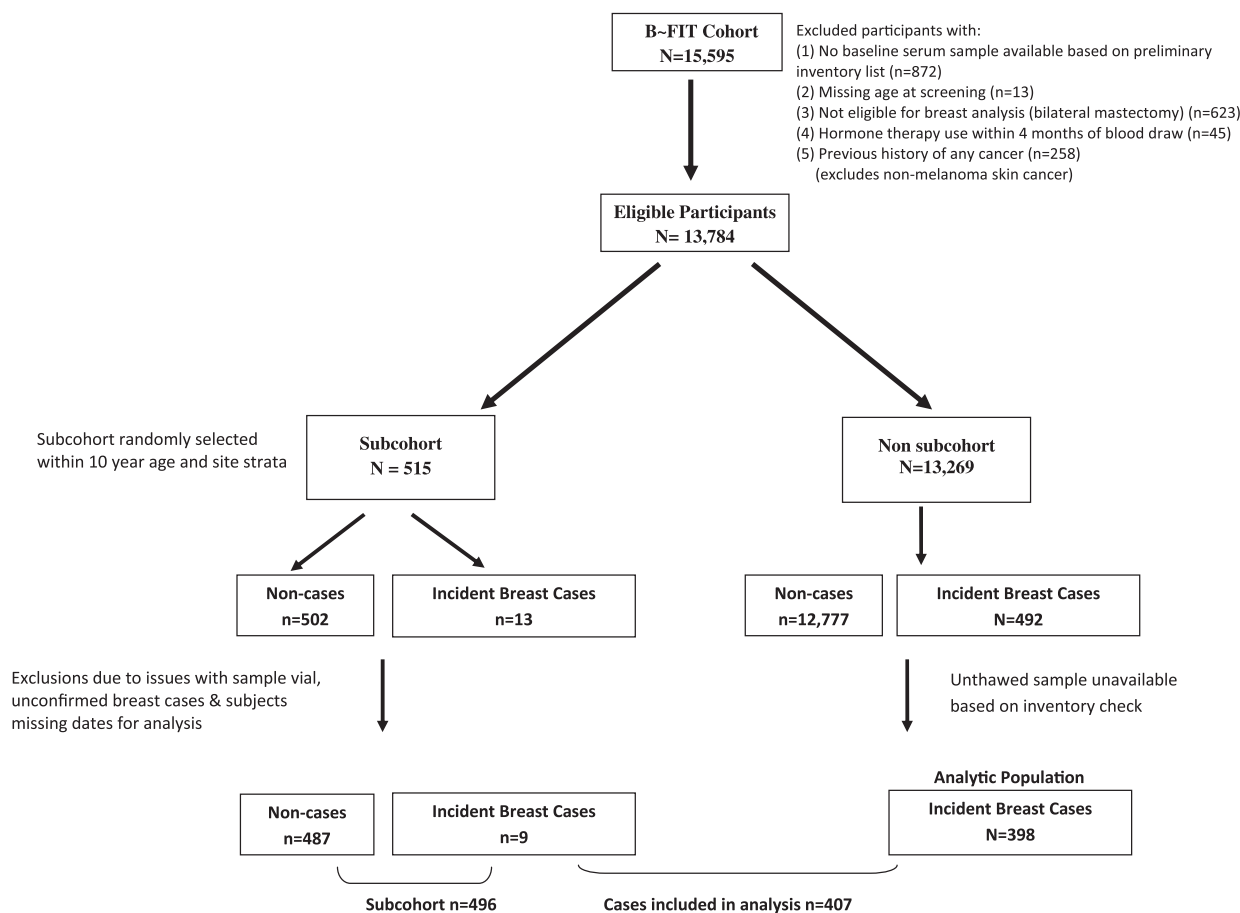 B~FIT Cohort
N=15,595
Excluded participants with:
(1) No baseline serum sample available based on preliminary
inventory list (n=872)
(2) Missing age at screening (n=13)
(3) Not eligible for breast analysis (bilateral mastectomy) (n=623)
(4) Hormone therapy use within 4 months of blood draw (n=45)
(5) Previous history of any cancer (n=258)
(excludes non-melanoma skin cancer)
Eligible Participants
N= 13,784
Subcohort randomly selected
within 10 year age and site strata
Subcohort
N = 515
Non subcohort
N=13,269
Non-cases
n=502
Incident Breast Cases
n=13
Non-cases
n=12,777
Incident Breast Cases
N=492
Exclusions due to issues with sample vial,
unconfirmed breast cases & subjects
missing dates for analysis
Unthawed sample unavailable
based on inventory check
Non-cases
n=487
Incident Breast Cases
n=9
Analytic Population
Incident Breast Cases
N=398
Subcohort n=496
Cases included in analysis n=407